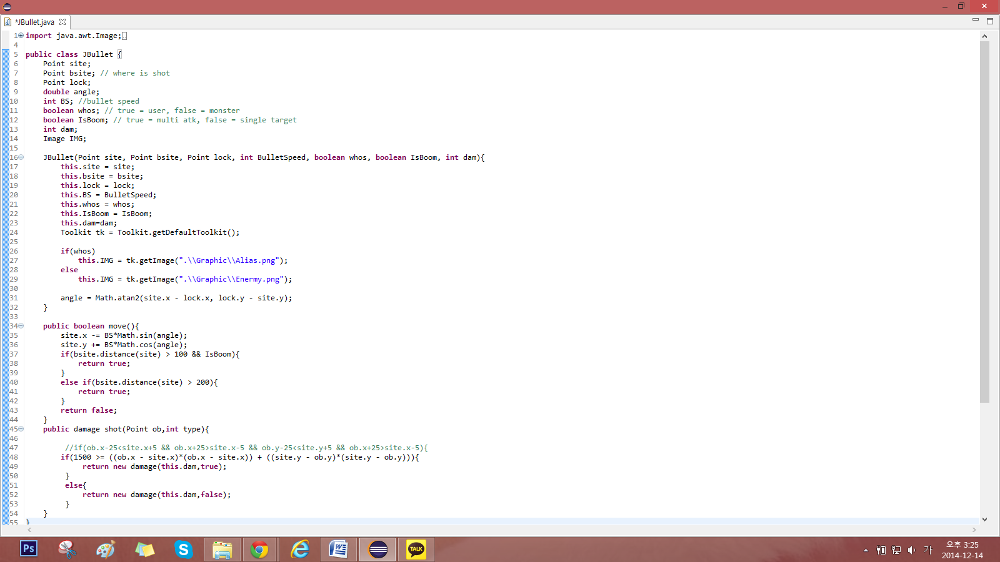 *JBullet.java
1 import java.awt.Image;
4
5 public class JBullet {
6 Point site;
7 Point bsite; // where is shot
8 Point lock;
9 double angle;
10 int BS; //bullet speed
11 boolean whos; // true = user, false = monster
12 boolean IsBoom; // true = multi atk, false = single target
13 int dam;
14 Image IMG;
15
16 JBullet(Point site, Point bsite, Point lock, int BulletSpeed, boolean whos, boolean IsBoom, int dam){
17 this.site = site;
18 this.bsite = bsite;
19 this.lock = lock;
20 this.BS = BulletSpeed;
21 this.whos = whos;
22 this.IsBoom = IsBoom;
23 this.dam=dam;
24 Toolkit tk = Toolkit.getDefaultToolkit();
25
26 if(whos)
27 this.IMG = tk.getImage(".\\Graphic\\Alias.png");
28 else
29 this.IMG = tk.getImage(".\\Graphic\\Enermy.png");
30
31 angle = Math.atan2(site.x - lock.x, lock.y - site.y);
32 }
33
34 public boolean move(){
35 site.x -= BS*Math.sin(angle);
36 site.y += BS*Math.cos(angle);
37 if(bsite.distance(site) > 100 && IsBoom){
38 return true;
39 }
40 else if(bsite.distance(site) > 200){
41 return true;
42 }
43 return false;
44 }
45 public damage shot(Point ob,int type){
46
47 //if(ob.x-25<site.x+5 && ob.x+25>site.x-5 && ob.y-25<site.y+5 && ob.x+25>site.x-5){
48 if(1500 >= ((ob.x - site.x)*(ob.x - site.x)) + ((site.y - ob.y)*(site.y - ob.y))){
49 return new damage(this.dam,true);
50 }
51 else{
52 return new damage(this.dam,false);
53 }
54 }
55 }
Ps
S
W
TALK
가
오후 3:25
2014-12-14